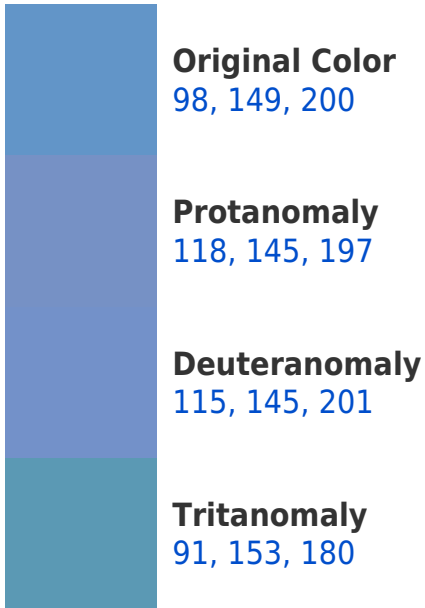 Original Color
98, 149, 200
Protanomaly
118, 145, 197
Deuteranomaly
115, 145, 201
Tritanomaly
91, 153, 180